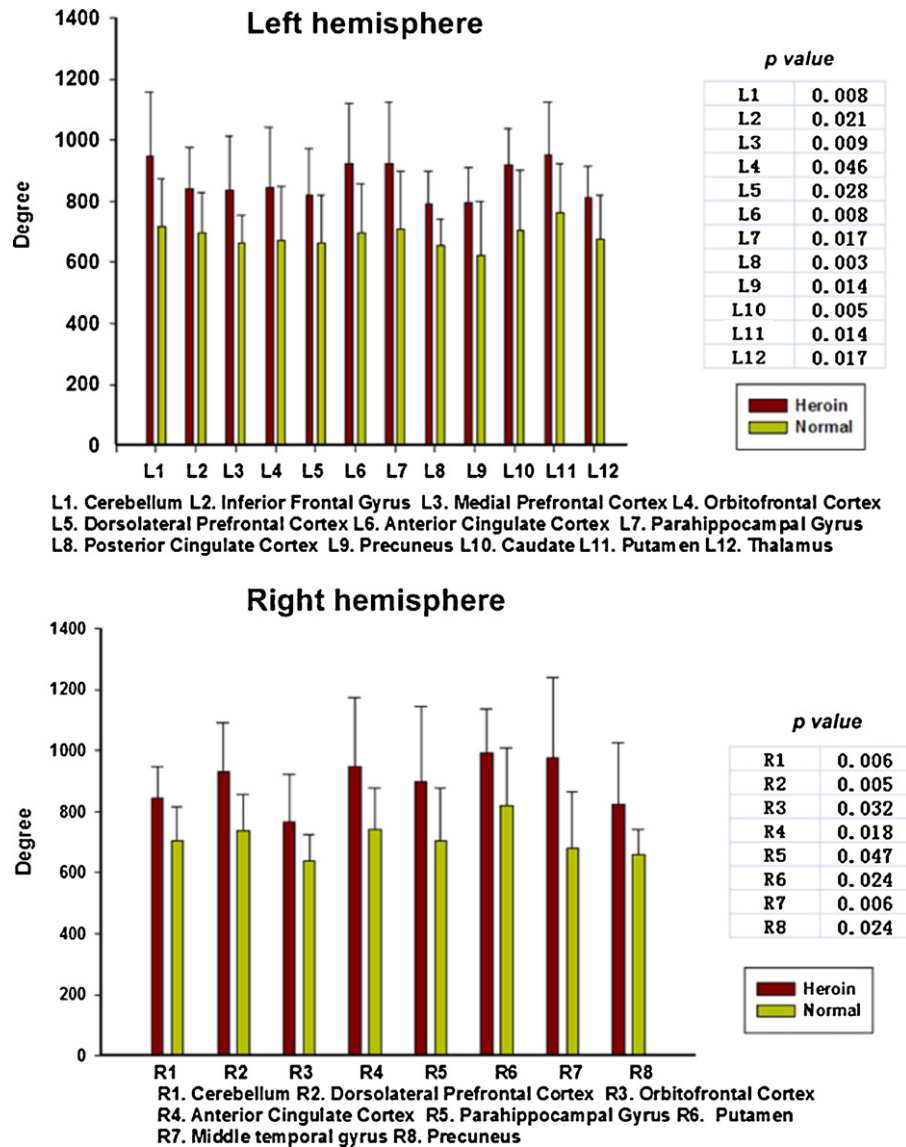 Left hemisphere
1400
1200
1000
800
600
400
200
0
Degree
L1 L2 L3 L4 L5 L6 L7 L8 L9 L10 L11 L12
p value
L1 0.008
L2 0.021
L3 0.009
L4 0.046
L5 0.028
L6 0.008
L7 0.017
L8 0.003
L9 0.014
L10 0.005
L11 0.014
L12 0.017
Heroin
Normal
L1. Cerebellum L2. Inferior Frontal Gyrus L3. Medial Prefrontal Cortex L4. Orbitofrontal Cortex
L5. Dorsolateral Prefrontal Cortex L6. Anterior Cingulate Cortex L7. Parahippocampal Gyrus
L8. Posterior Cingulate Cortex L9. Precuneus L10. Caudate L11. Putamen L12. Thalamus
Right hemisphere
1400
1200
1000
800
600
400
200
0
Degree
R1 R2 R3 R4 R5 R6 R7 R8
p value
R1 0.006
R2 0.005
R3 0.032
R4 0.018
R5 0.047
R6 0.024
R7 0.006
R8 0.024
Heroin
Normal
R1. Cerebellum R2. Dorsolateral Prefrontal Cortex R3. Orbitofrontal Cortex
R4. Anterior Cingulate Cortex R5. Parahippocampal Gyrus R6. Putamen
R7. Middle temporal gyrus R8. Precuneus